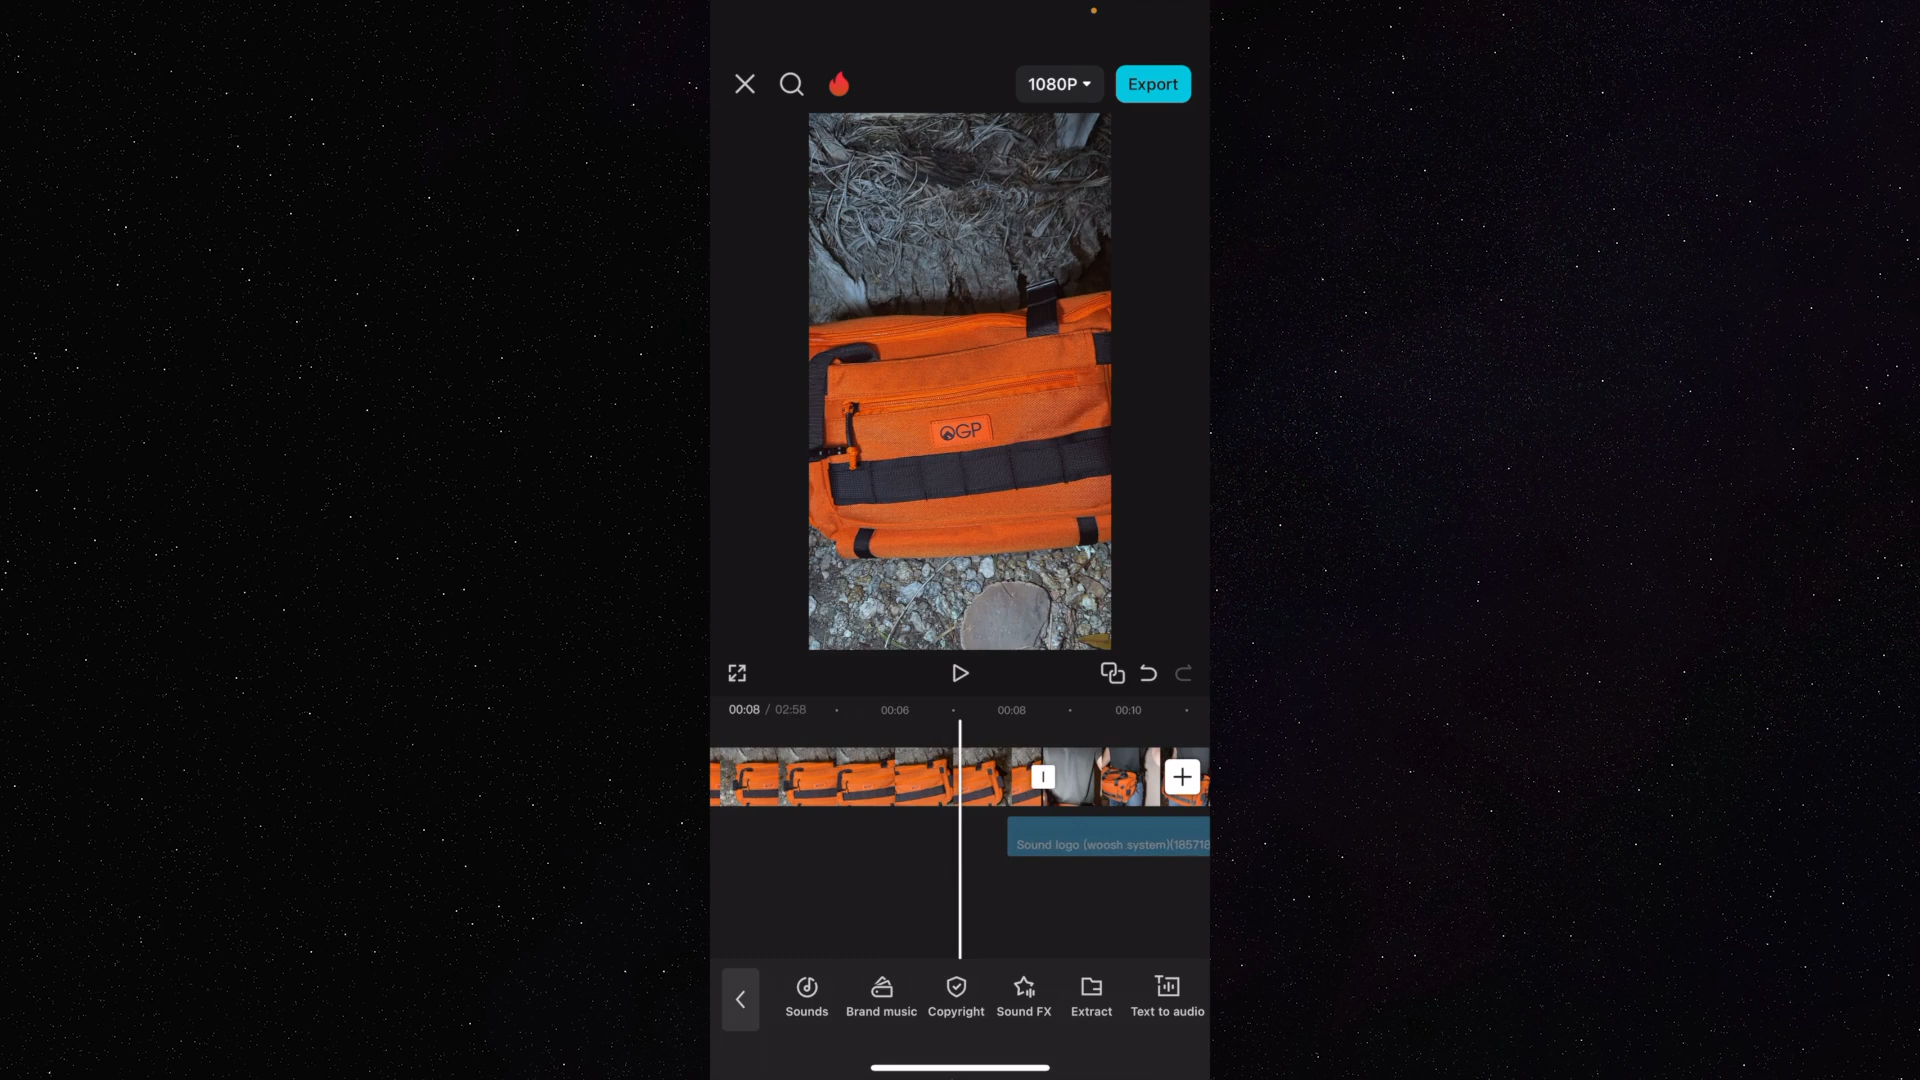 1080P
Export
GP
00:08 / 02:58
00:06
00:08
00:10
Sound logo (woosh system)(185718
Sounds
Brand music
Copyright
Sound FX
Extract
Text to audio